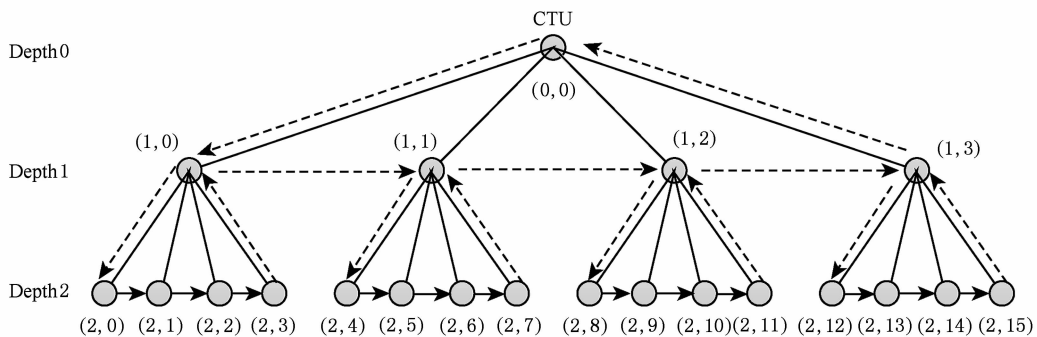 CTU
Depth0
(0,0)
(1,0) (1,1) (1,2) (1,3)
Depth1
Depth2
(2,0) (2,1) (2,2) (2,3) (2,4) (2,5) (2,6) (2,7) (2,8) (2,9) (2,10) (2,11) (2,12) (2,13) (2,14) (2,15)